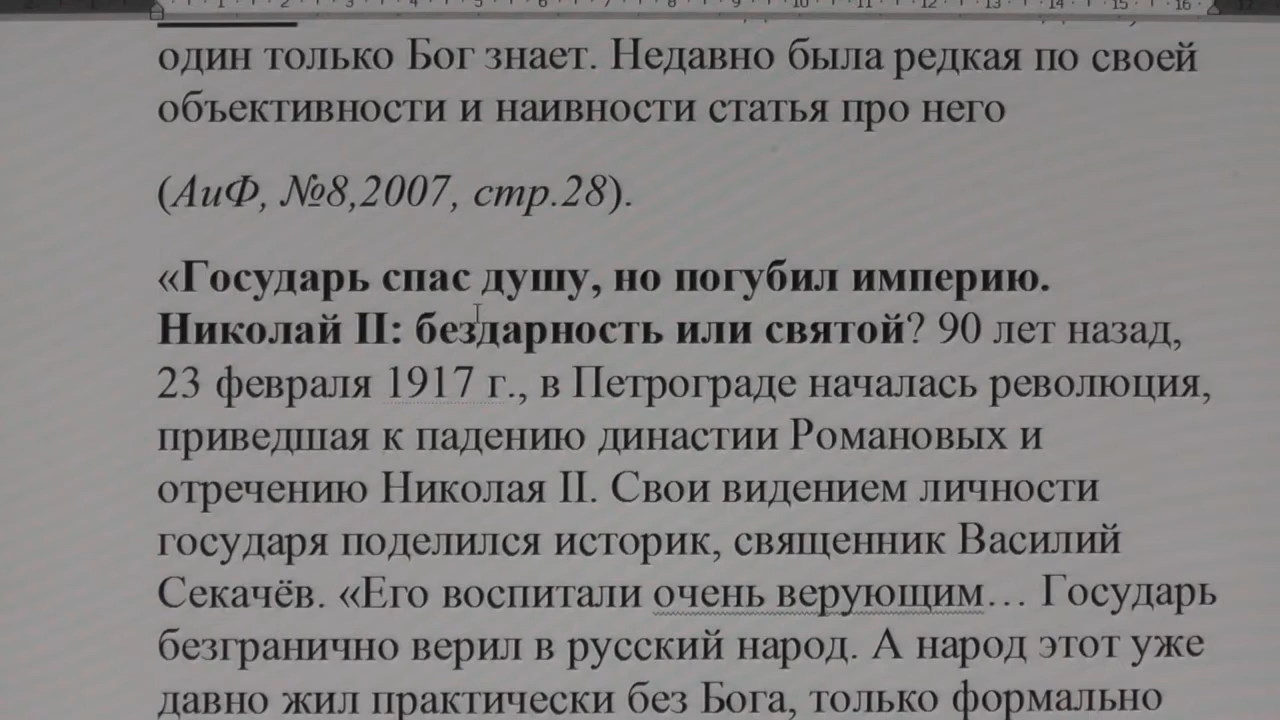 один только Бог знает. Недавно была редкая по своей
объективности и наивности статья про него
(АиФ, №8,2007, стр.28).
«Государь спас душу, но погубил империю.
Николай II: бездарность или святой? 90 лет назад,
23 февраля 1917 г., в Петрограде началась революция,
приведшая к падению династии Романовых и
отречению Николая II. Свои видением личности
государя поделился историк, священник Василий
Секачёв. «Его воспитали очень верующим… Государь
безгранично верил в русский народ. А народ этот уже
давно жил практически без Бога, только формально